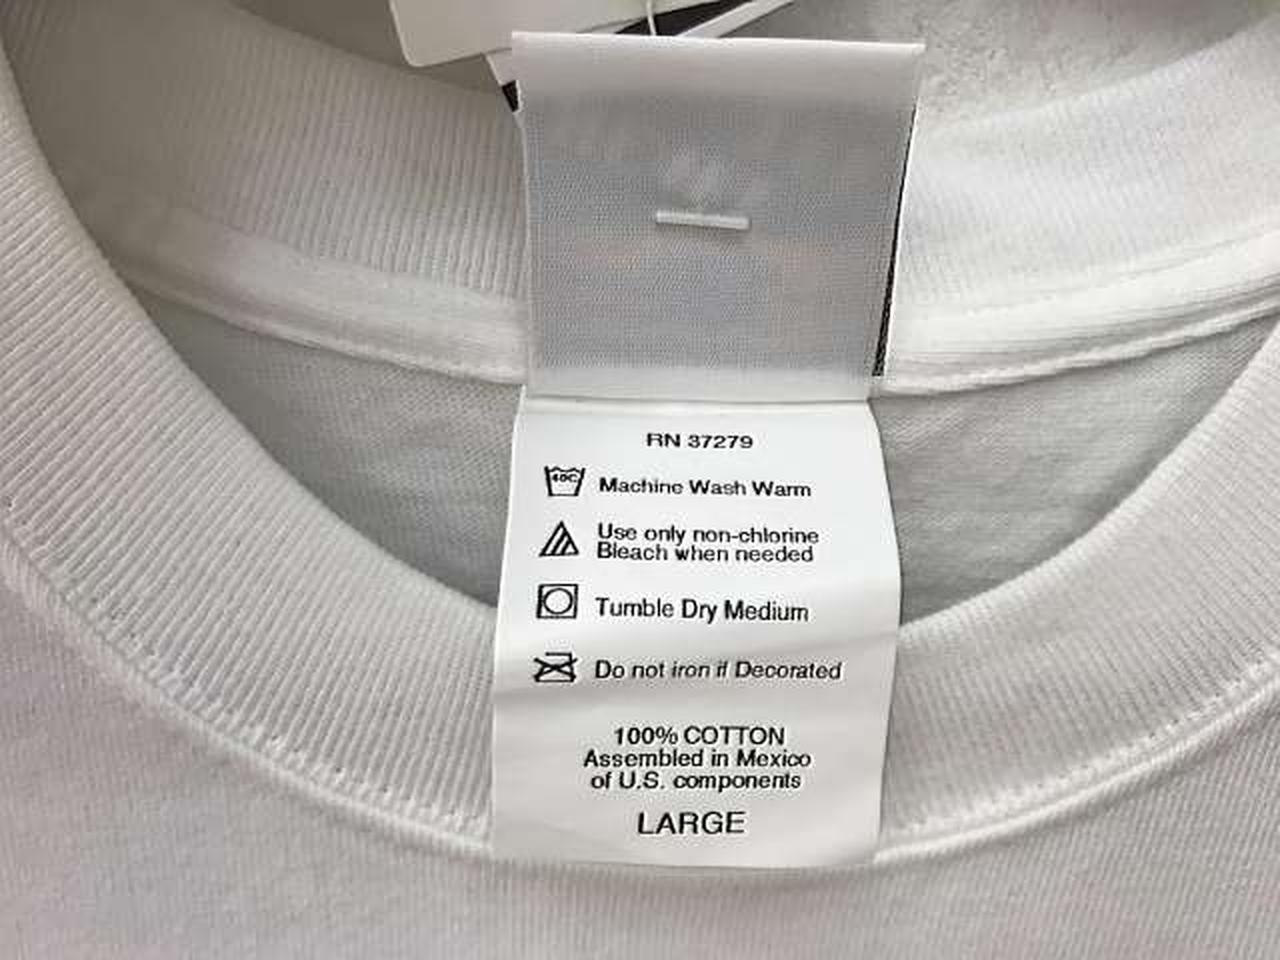 RN 37279
40C
Machine Wash Warm
Use only non-chlorine
Bleach when needed
Tumble Dry Medium
Do not iron if Decorated
100% COTTON
Assembled in Mexico
of U.S. components
LARGE